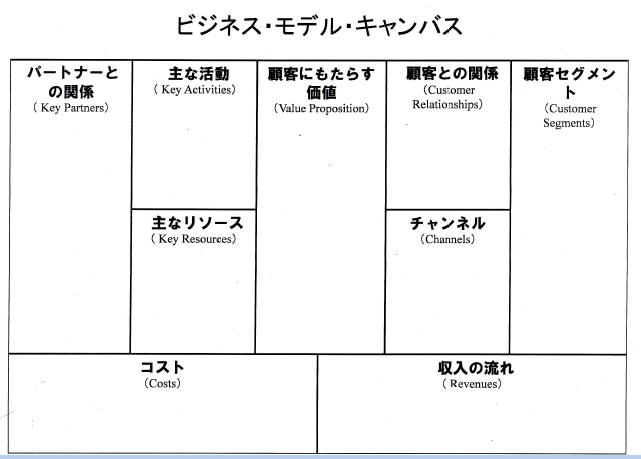 ビジネス・モデル・キャンバス
パートナーと
の関係
( Key Partners)
主な活動
( Key Activities)
主なリソース
( Key Resources)
顧客にもたらす
価値
(Value Proposition)
顧客との関係
(Customer
Relationships)
チャンネル
(Channels)
顧客セグメン
ト
(Customer
Segments)
コスト
(Costs)
収入の流れ
( Revenues)